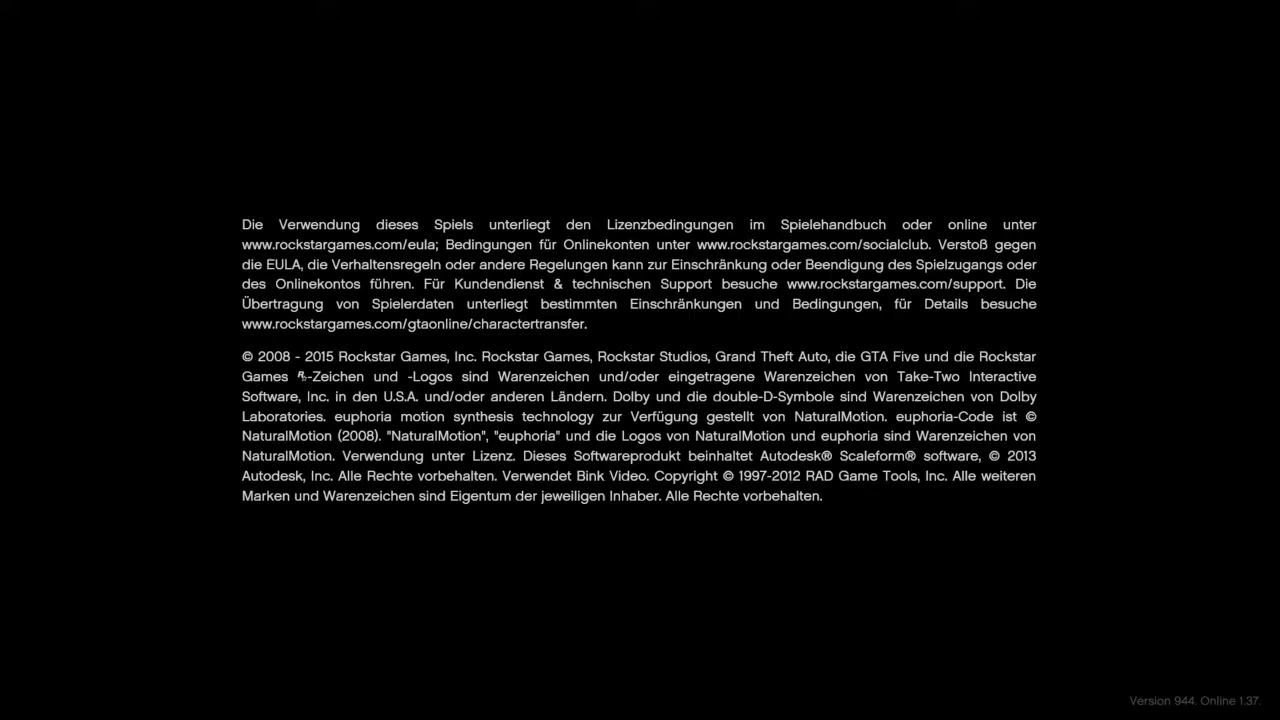 Die Verwendung dieses Spiels unterliegt den Lizenzbedingungen im Spielehandbuch oder online unter
www.rockstargames.com/eula; Bedingungen für Onlinekonten unter www.rockstargames.com/socialclub. Verstoß gegen
die EULA, die Verhaltensregeln oder andere Regelungen kann zur Einschränkung oder Beendigung des Spielzugangs oder
des Onlinekontos führen. Für Kundendienst & technischen Support besuche www.rockstargames.com/support. Die
Übertragung von Spielerdaten unterliegt bestimmten Einschränkungen und Bedingungen, für Details besuche
www.rockstargames.com/gtaonline/charactertransfer.
© 2008 - 2015 Rockstar Games, Inc. Rockstar Games, Rockstar Studios, Grand Theft Auto, die GTA Five und die Rockstar
Games R*-Zeichen und -Logos sind Warenzeichen und/oder eingetragene Warenzeichen von Take-Two Interactive
Software, Inc. in den U.S.A. und/oder anderen Ländern. Dolby und die double-D-Symbole sind Warenzeichen von Dolby
Laboratories. euphoria motion synthesis technology zur Verfügung gestellt von NaturalMotion. euphoria-Code ist ©
NaturalMotion (2008). "NaturalMotion", "euphoria" und die Logos von NaturalMotion und euphoria sind Warenzeichen von
NaturalMotion. Verwendung unter Lizenz. Dieses Softwareprodukt beinhaltet Autodesk® Scaleform® software, © 2013
Autodesk, Inc. Alle Rechte vorbehalten. Verwendet Bink Video. Copyright © 1997-2012 RAD Game Tools, Inc. Alle weiteren
Marken und Warenzeichen sind Eigentum der jeweiligen Inhaber. Alle Rechte vorbehalten.
Version 944. Online 1.37.